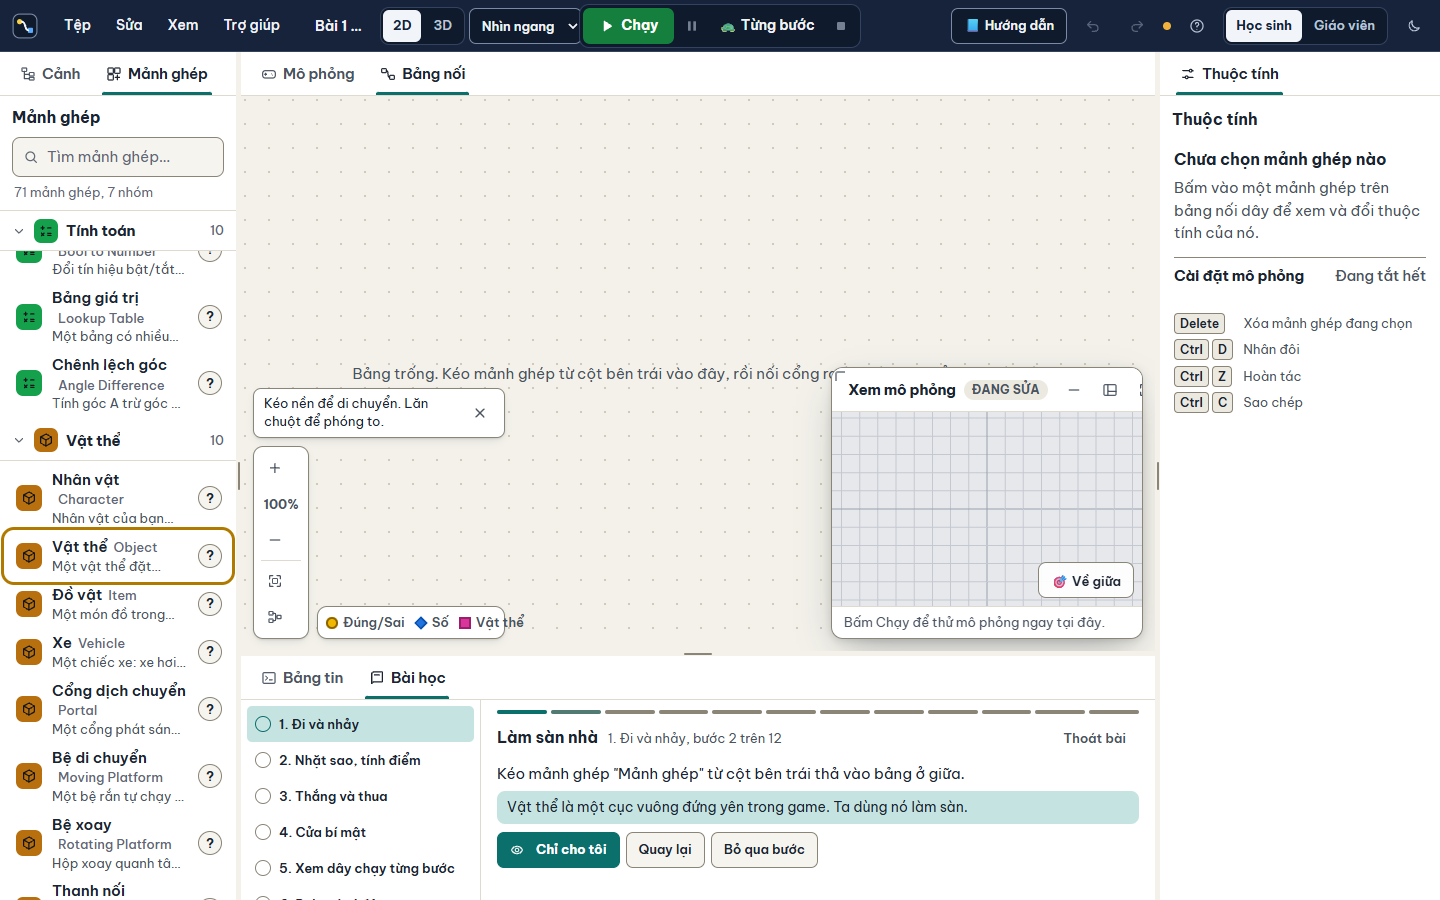 Tệp Sửa Xem Trợ giúp Bài 1 ... 2D 3D Nhìn ngang Chạy Từng bước Hướng dẫn Học sinh Giáo viên
Cảnh Mảnh ghép
Mảnh ghép
Tìm mảnh ghép...
71 mảnh ghép, 7 nhóm
Tính toán 10
Đổi tín hiệu bật/tắt... ?
Bảng giá trị
Lookup Table
Một bảng có nhiều... ?
Chênh lệch góc
Angle Difference
Tính góc A trừ góc ... ?
Vật thể 10
Nhân vật
Character
Nhân vật của bạn... ?
Vật thể Object
Một vật thể đặt... ?
Đồ vật Item
Một món đồ trong... ?
Xe Vehicle
Một chiếc xe: xe hơi... ?
Cổng dịch chuyển
Portal
Một cổng phát sán... ?
Bệ di chuyển
Moving Platform
Một bệ rắn tự chạy ... ?
Bệ xoay
Rotating Platform
Hộp xoay quanh tâ... ?
Thanh nối
Mô phỏng Bảng nối
Bảng trống. Kéo mảnh ghép từ cột bên trái vào đây, rồi nối cổng
Kéo nền để di chuyển. Lăn
chuột để phóng to.
100%
Đúng/Sai Số Vật thể
Xem mô phỏng ĐANG SỬA
Về giữa
Bấm Chạy để thử mô phỏng ngay tại đây.
Bảng tin Bài học
1. Đi và nhảy
2. Nhặt sao, tính điểm
3. Thắng và thua
4. Cửa bí mật
5. Xem dây chạy từng bước
Làm sàn nhà 1. Đi và nhảy, bước 2 trên 12 Thoát bài
Kéo mảnh ghép "Mảnh ghép" từ cột bên trái thả vào bảng ở giữa.
Vật thể là một cục vuông đứng yên trong game. Ta dùng nó làm sàn.
Chỉ cho tôi Quay lại Bỏ qua bước
Thuộc tính
Thuộc tính
Chưa chọn mảnh ghép nào
Bấm vào một mảnh ghép trên
bảng nối dây để xem và đổi thuộc
tính của nó.
Cài đặt mô phỏng Đang tắt hết
Delete Xóa mảnh ghép đang chọn
Ctrl D Nhân đôi
Ctrl Z Hoàn tác
Ctrl C Sao chép